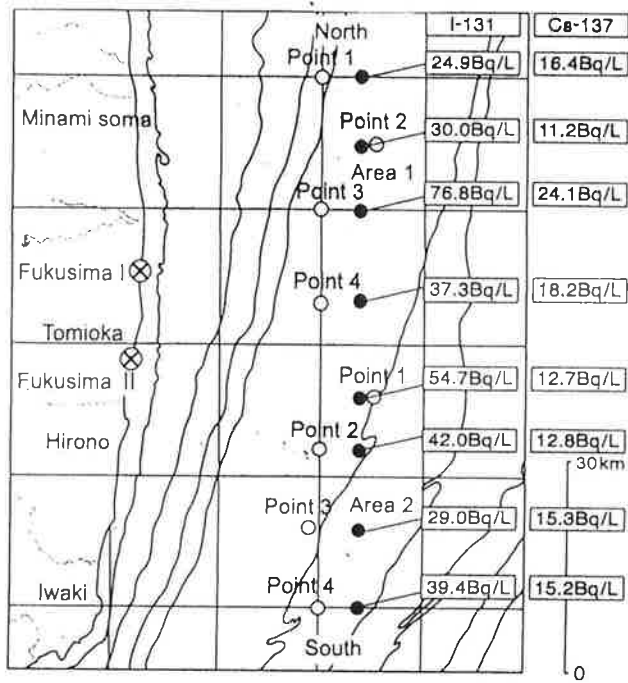 North
I-131
Cs-137
Point 1
24.9Bq/L
16.4Bq/L
Minami soma
Point 2
30.0Bq/L
11.2Bq/L
Area 1
Point 3
76.8Bq/L
24.1Bq/L
Fukusima I
Point 4
37.3Bq/L
18.2Bq/L
Tomioka
Fukusima II
Point 1
54.7Bq/L
12.7Bq/L
Hirono
Point 2
42.0Bq/L
12.8Bq/L
30km
Point 3
Area 2
29.0Bq/L
15.3Bq/L
Iwaki
Point 4
39.4Bq/L
15.2Bq/L
South
0